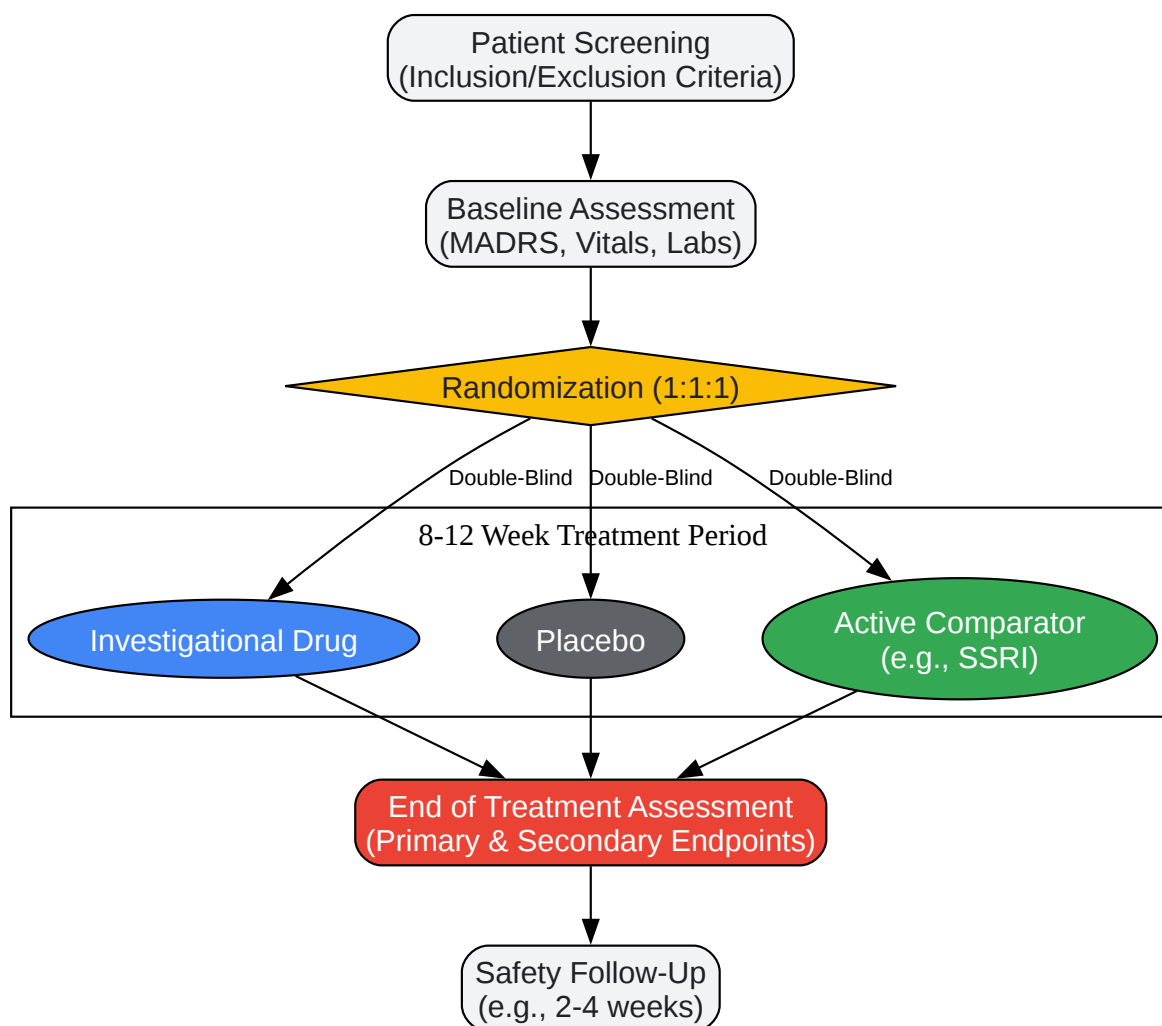 Patient Screening
(Inclusion/Exclusion Criteria)
Baseline Assessment
(MADRS, Vitals, Labs)
Randomization (1:1:1)
Double-Blind
Double-Blind
Double-Blind
8-12 Week Treatment Period
Investigational Drug
Placebo
Active Comparator
(e.g., SSRI)
End of Treatment Assessment
(Primary & Secondary Endpoints)
Safety Follow-Up
(e.g., 2-4 weeks)